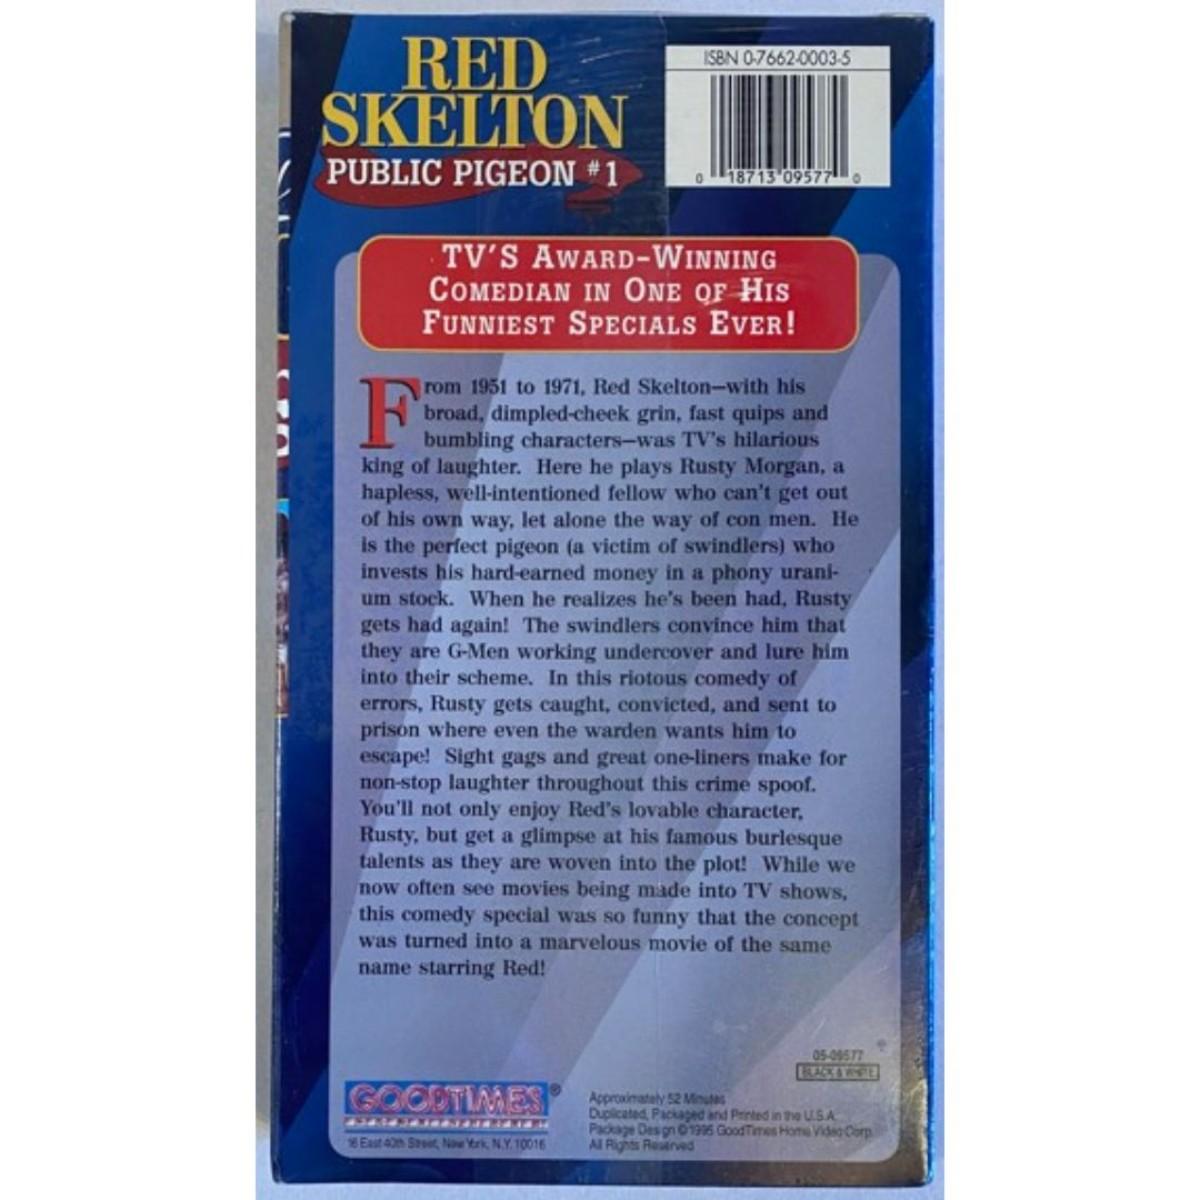 RED
SKELTON
PUBLIC PIGEON #1
ISBN 0-7662-0003-5
0 18713 09577 0
TV'S AWARD-WINNING
COMEDIAN IN ONE OF HIS
FUNNIEST SPECIALS EVER!
From 1951 to 1971, Red Skelton—with his
broad, dimpled-cheek grin, fast quips and
bumbling characters—was TV's hilarious
king of laughter. Here he plays Rusty Morgan, a
hapless, well-intentioned fellow who can't get out
of his own way, let alone the way of con men. He
is the perfect pigeon (a victim of swindlers) who
invests his hard-earned money in a phony urani-
um stock. When he realizes he's been had, Rusty
gets had again! The swindlers convince him that
they are G-Men working undercover and lure him
into their scheme. In this riotous comedy of
errors, Rusty gets caught, convicted, and sent to
prison where even the warden wants him to
escape! Sight gags and great one-liners make for
non-stop laughter throughout this crime spoof.
You'll not only enjoy Red's lovable character,
Rusty, but get a glimpse at his famous burlesque
talents as they are woven into the plot! While we
now often see movies being made into TV shows,
this comedy special was so funny that the concept
was turned into a marvelous movie of the same
name starring Red!
05-09577
BLACK & WHITE
GOODTIMES®
16 East 40th Street, New York, N.Y. 10016
Approximately 52 Minutes
Duplicated, Packaged and Printed in the U.S.A.
Package Design ©1995 GoodTimes Home Video Corp.
All Rights Reserved